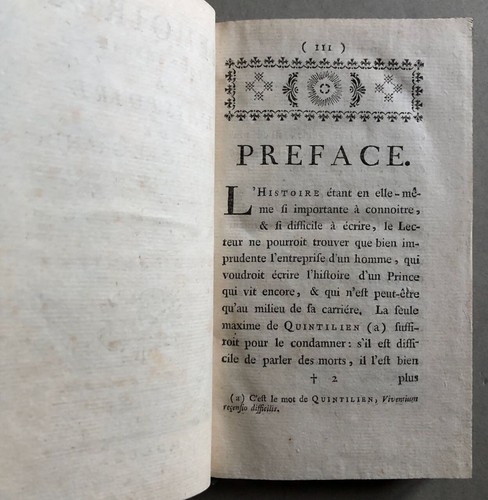 ( III )
PREFACE.
L'HISTOIRE étant en elle-mê-
me si importante à connoitre,
& si difficile à écrire, le Lec-
teur ne pourroit trouver que bien im-
prudente l'entreprise d'un homme, qui
voudroit écrire l'histoire d'un Prince
qui vit encore, & qui n'est peut-être
qu'au milieu de sa carriére. La seule
maxime de QUINTILIEN (a) suffi-
roit pour le condamner: s'il est diffi-
cile de parler des morts, il l'est bien
† 2 plus
(a) C'est le mot de QUINTILIEN, Viventium
recensio difficilis.